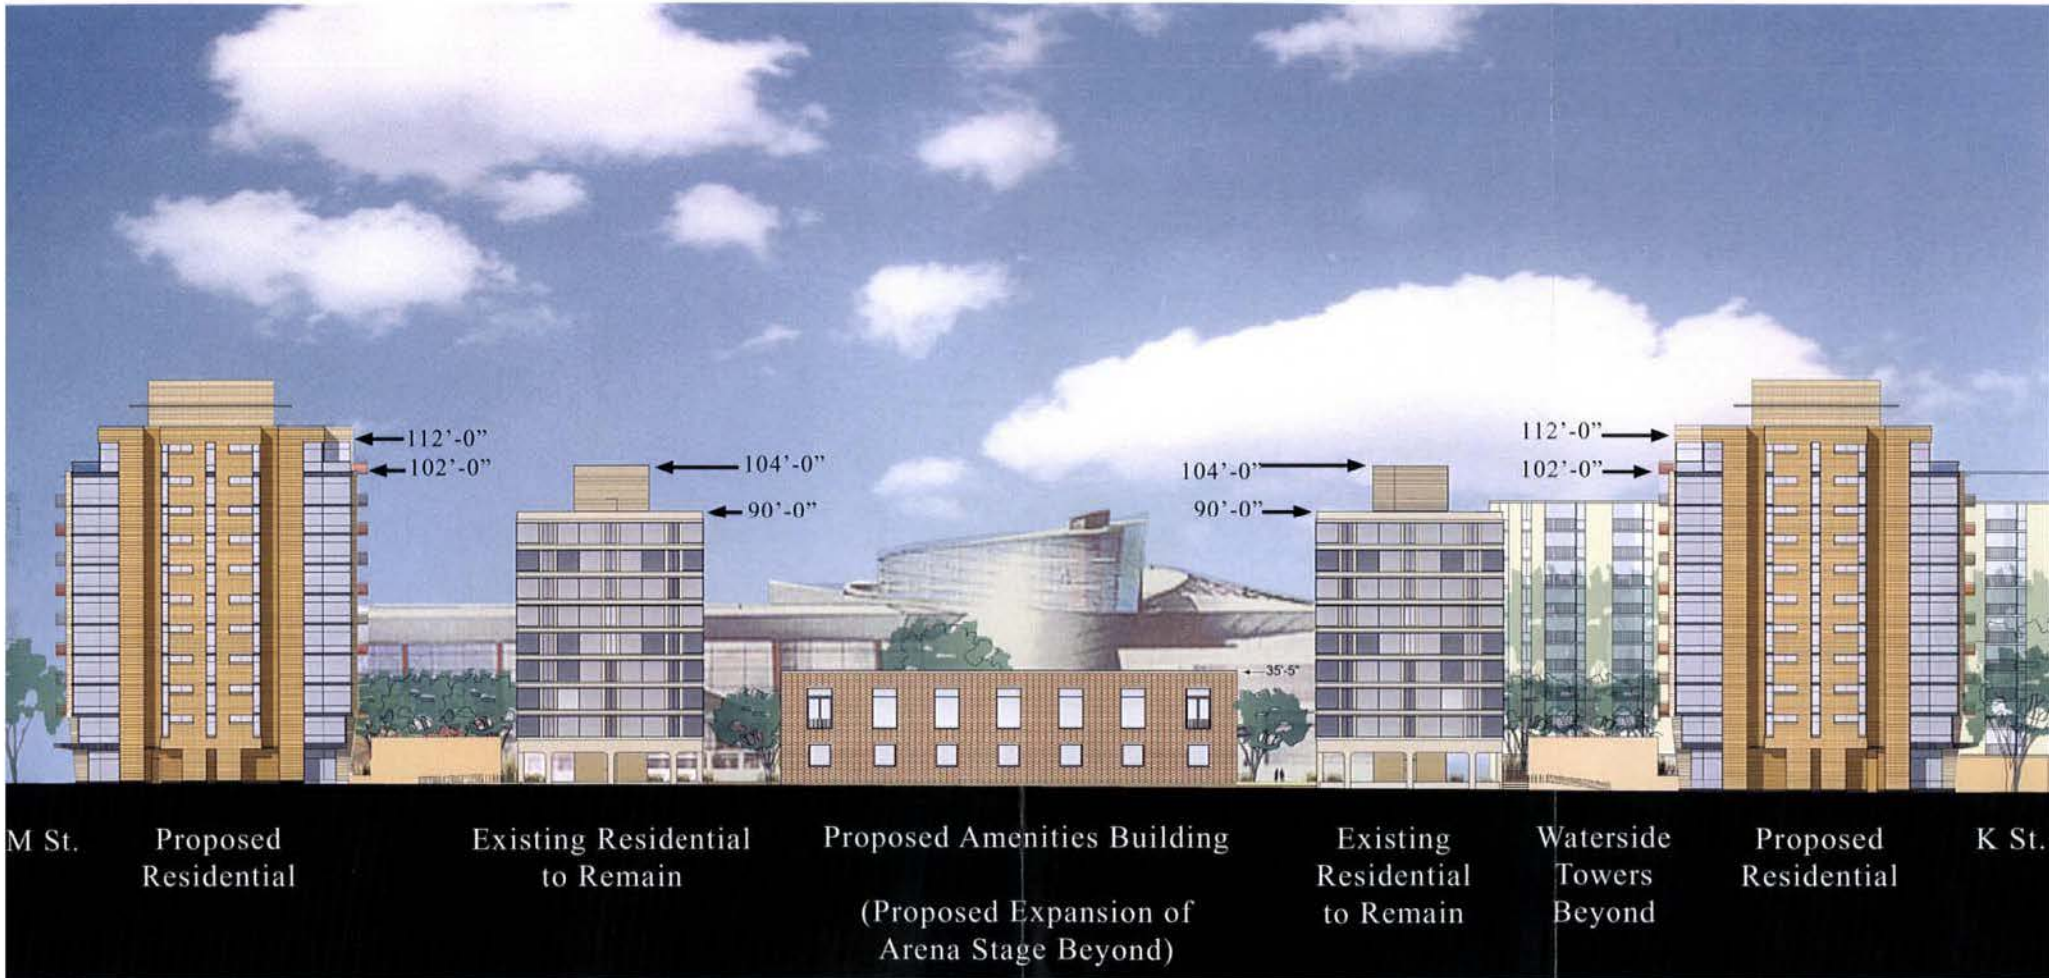 112'-0"
102'-0"
104'-0"
90'-0"
112'-0"
104'-0"
102'-0"
90'-0"
35'-5"
M St.
Proposed
Residential
Existing Residential
to Remain
Proposed Amenities Building
(Proposed Expansion of
Arena Stage Beyond)
Existing
Residential
to Remain
Waterside
Towers
Beyond
Proposed
Residential
K St.